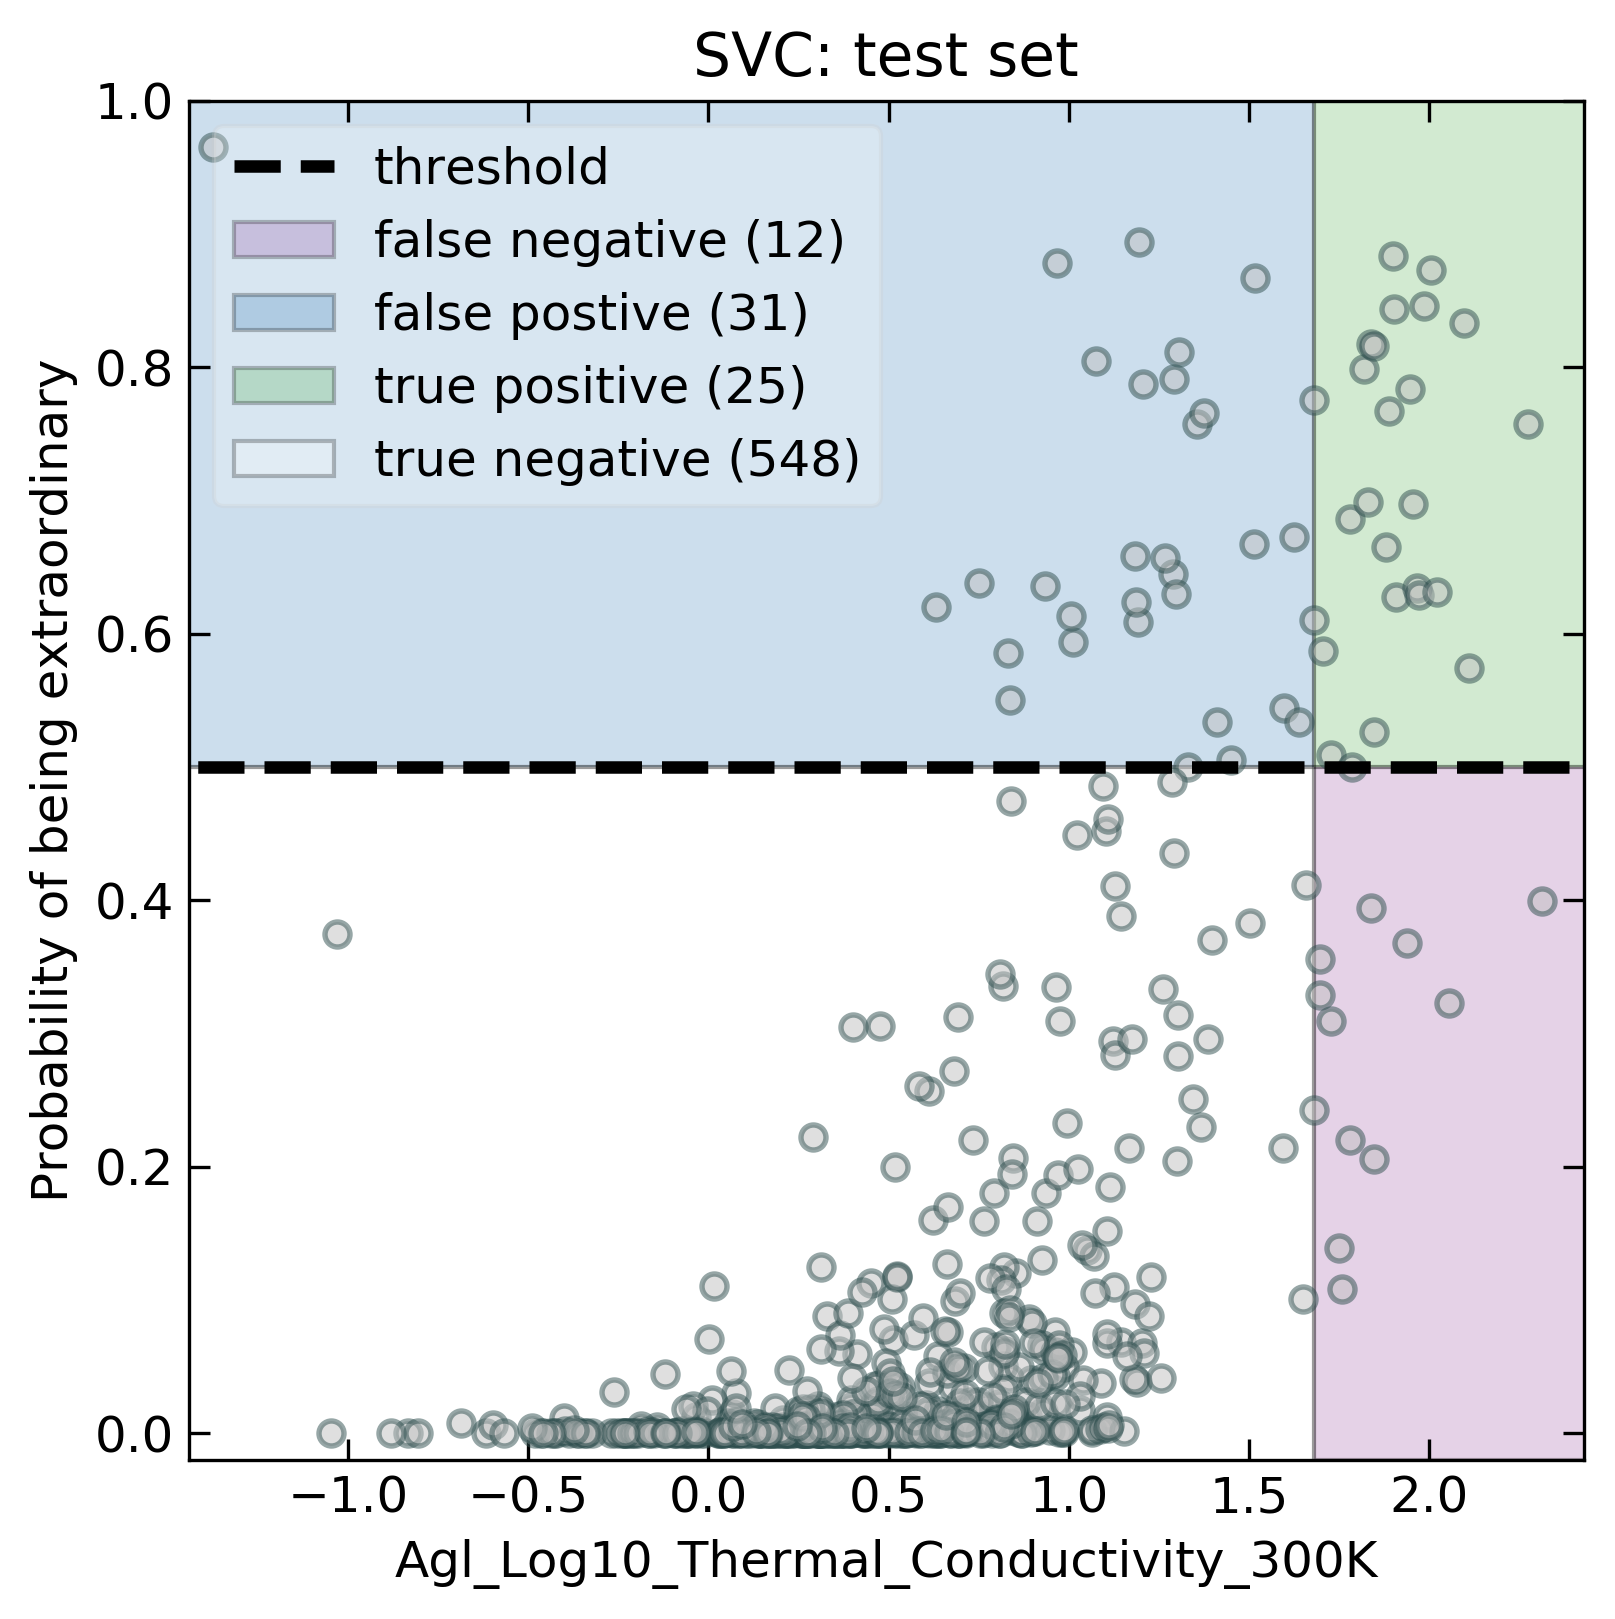 SVC: test set
1.0
0.8
0.6
0.4
0.2
0.0
Probability of being extraordinary
threshold
false negative (12)
false postive (31)
true positive (25)
true negative (548)
−1.0 −0.5 0.0 0.5 1.0 1.5 2.0
Agl_Log10_Thermal_Conductivity_300K